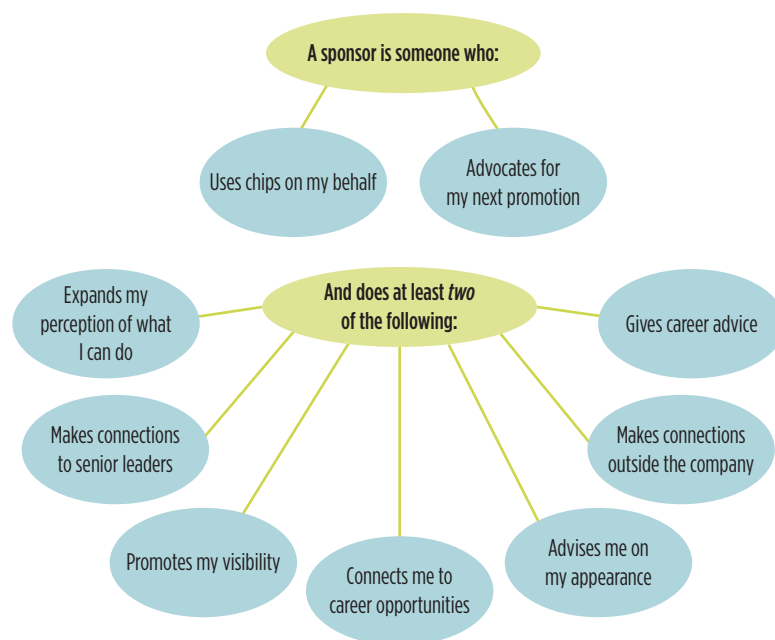 A sponsor is someone who:
Uses chips on my behalf
Advocates for
my next promotion
And does at least two
of the following:
Expands my
perception of what
I can do
Makes connections
to senior leaders
Promotes my visibility
Connects me to
career opportunities
Advises me on
my appearance
Makes connections
outside the company
Gives career advice